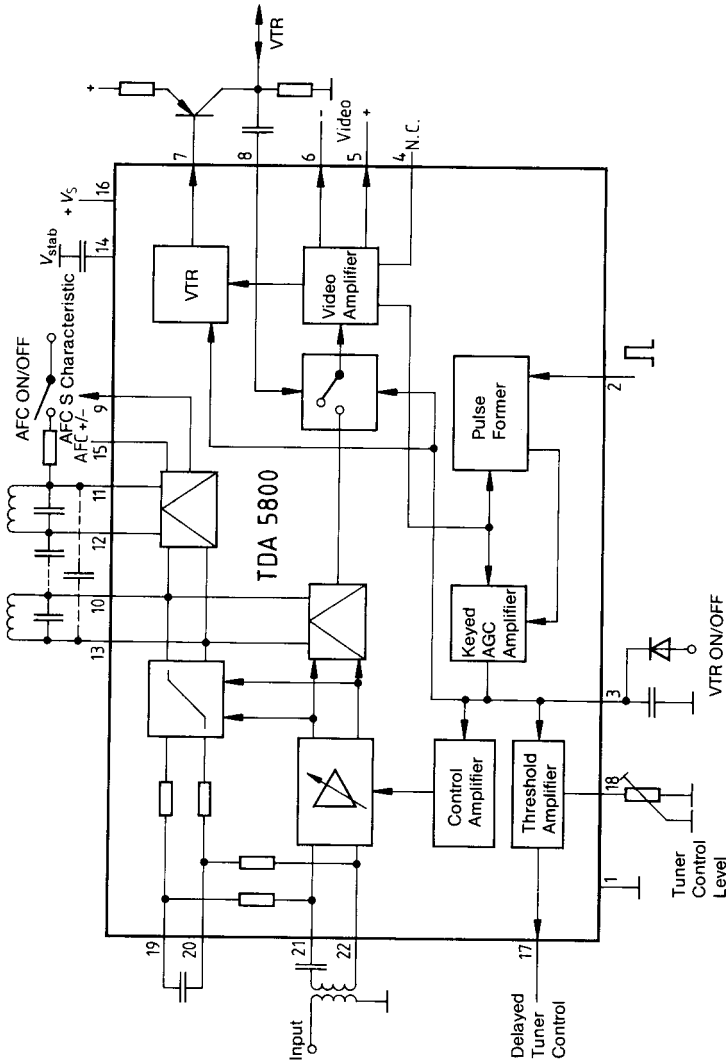 AFC ON/OFF
AFC S Characteristic
AFC +/-
V_stab
+ V_S
+
13
10
12
11
15
9
14
16
19
20
21
22
Input
TDA 5800
VTR
7
8
VTR
Video
Amplifier
6
-
Video
5
+
4
N.C.
Control
Amplifier
Keyed
AGC
Amplifier
Pulse
Former
Threshold
Amplifier
17
Delayed
Tuner
Control
1
18
3
2
Tuner
Control
Level
VTR ON/OFF